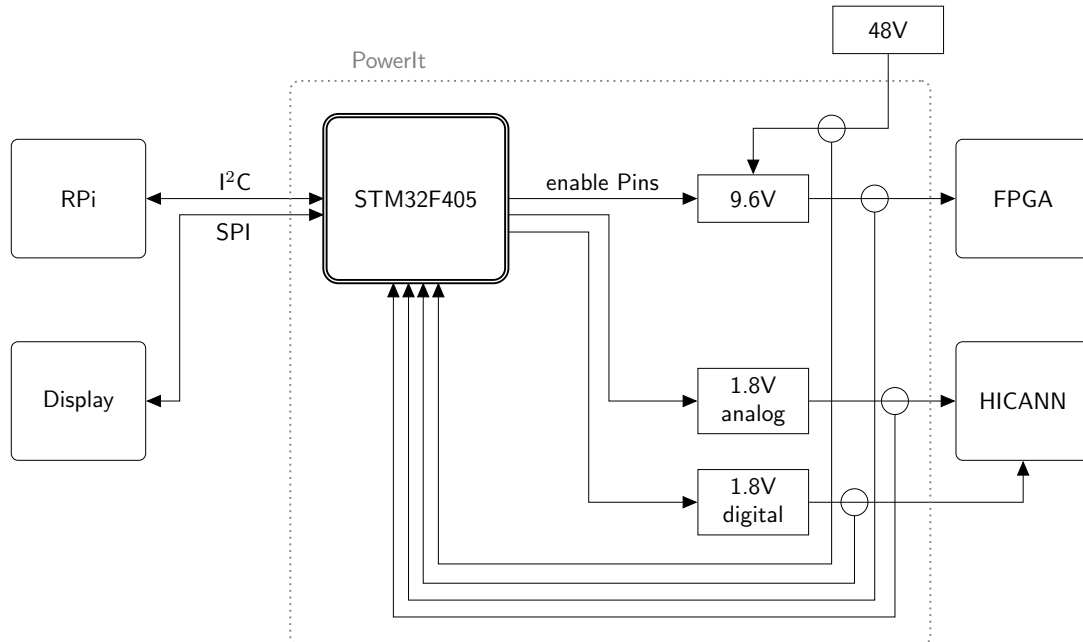 48V
PowerIt
RPi
I²C
SPI
STM32F405
enable Pins
9.6V
FPGA
Display
1.8V
analog
HICANN
1.8V
digital